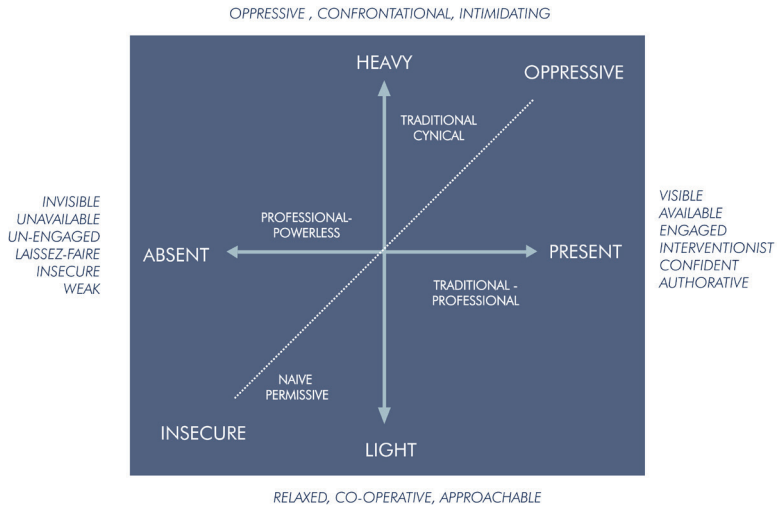 OPPRESSIVE , CONFRONTATIONAL, INTIMIDATING
HEAVY
OPPRESSIVE
TRADITIONAL
CYNICAL
INVISIBLE
UNAVAILABLE
UN-ENGAGED
LAISSEZ-FAIRE
INSECURE
WEAK
PROFESSIONAL-
POWERLESS
ABSENT
PRESENT
VISIBLE
AVAILABLE
ENGAGED
INTERVENTIONIST
CONFIDENT
AUTHORATIVE
TRADITIONAL -
PROFESSIONAL
NAIVE
PERMISSIVE
INSECURE
LIGHT
RELAXED, CO-OPERATIVE, APPROACHABLE